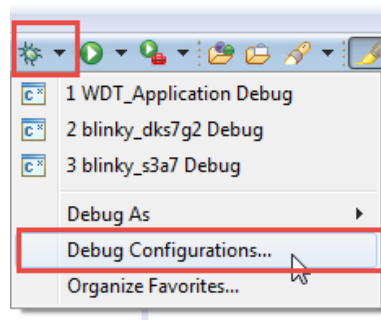 1 WDT_Application Debug
2 blinky_dks7g2 Debug
3 blinky_s3a7 Debug
Debug As
Debug Configurations...
Organize Favorites...